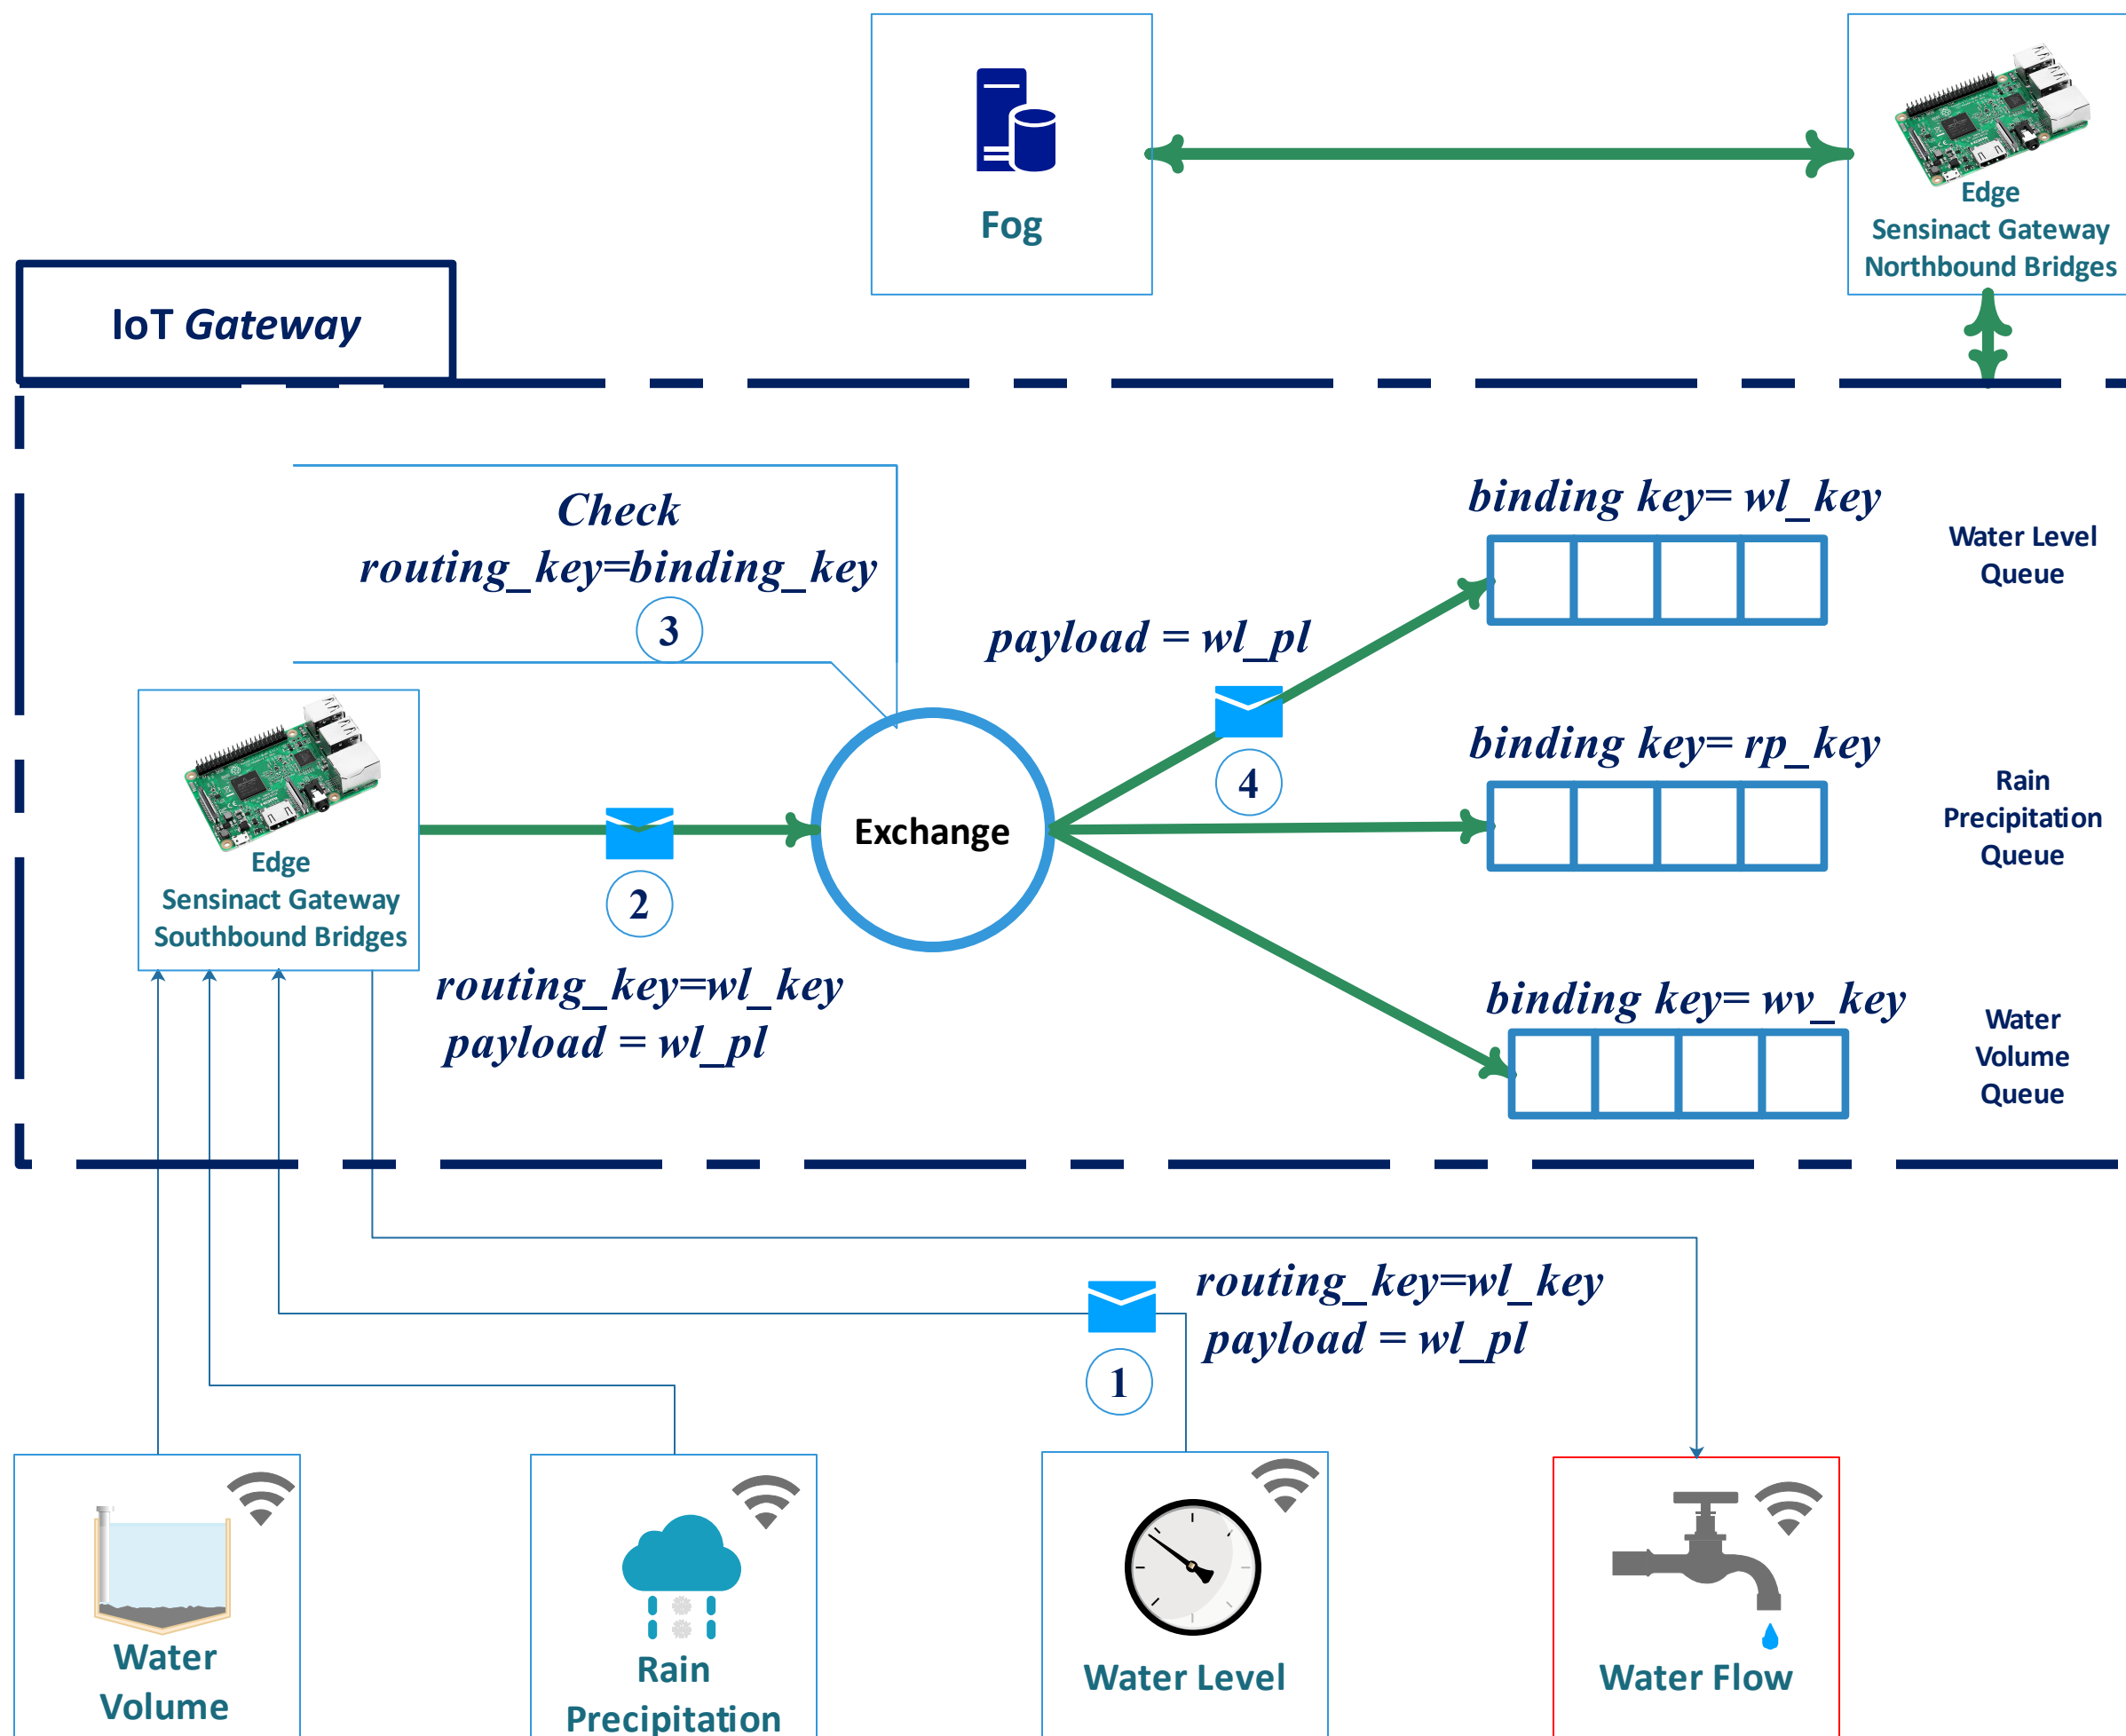 Fog
Edge
Sensinact Gateway
Northbound Bridges
IoT Gateway
Check
routing_key=binding_key
3
binding key= wl_key
Water Level
Queue
payload = wl_pl
4
binding key= rp_key
Rain
Precipitation
Queue
Edge
Sensinact Gateway
Southbound Bridges
2
routing_key=wl_key
payload = wl_pl
Exchange
binding key= wv_key
Water
Volume
Queue
routing_key=wl_key
payload = wl_pl
1
Water
Volume
Rain
Precipitation
Water Level
Water Flow